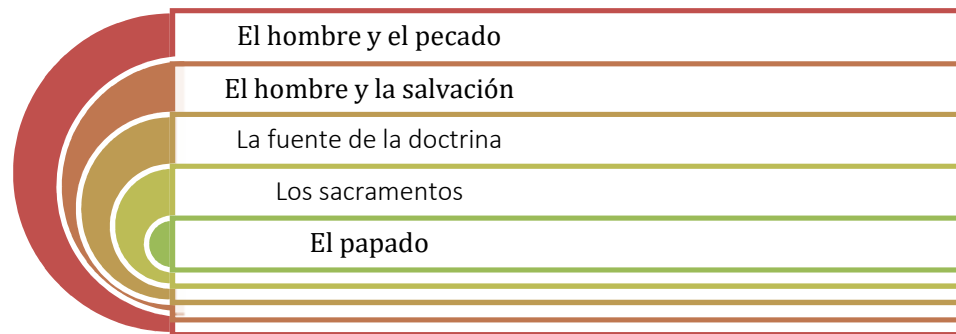 El hombre y el pecado
El hombre y la salvación
La fuente de la doctrina
Los sacramentos
El papado